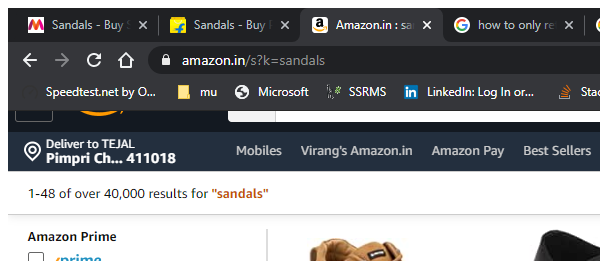 Sandals - Buy S
Sandals - Buy
Amazon.in : sa
how to only re
amazon.in/s?k=sandals
Speedtest.net by O...
mu
Microsoft
SSRMS
LinkedIn: Log In or...
Stac
Deliver to TEJAL
Pimpri Ch... 411018
Mobiles
Virang's Amazon.in
Amazon Pay
Best Sellers
1-48 of over 40,000 results for "sandals"
Amazon Prime
prime